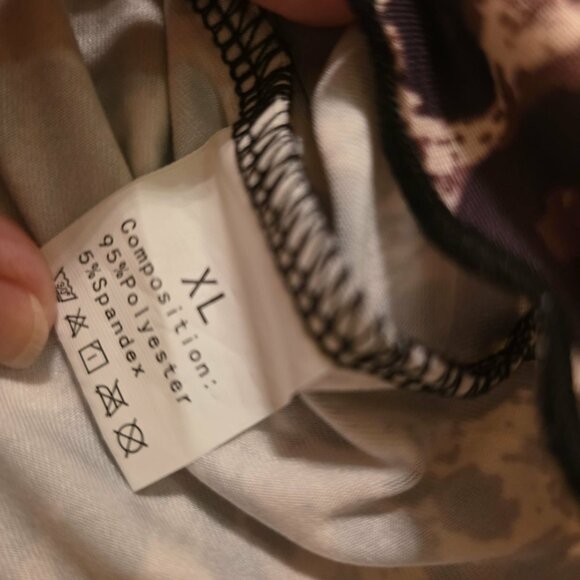 XL
Composition:
95%Polyester
5%Spandex